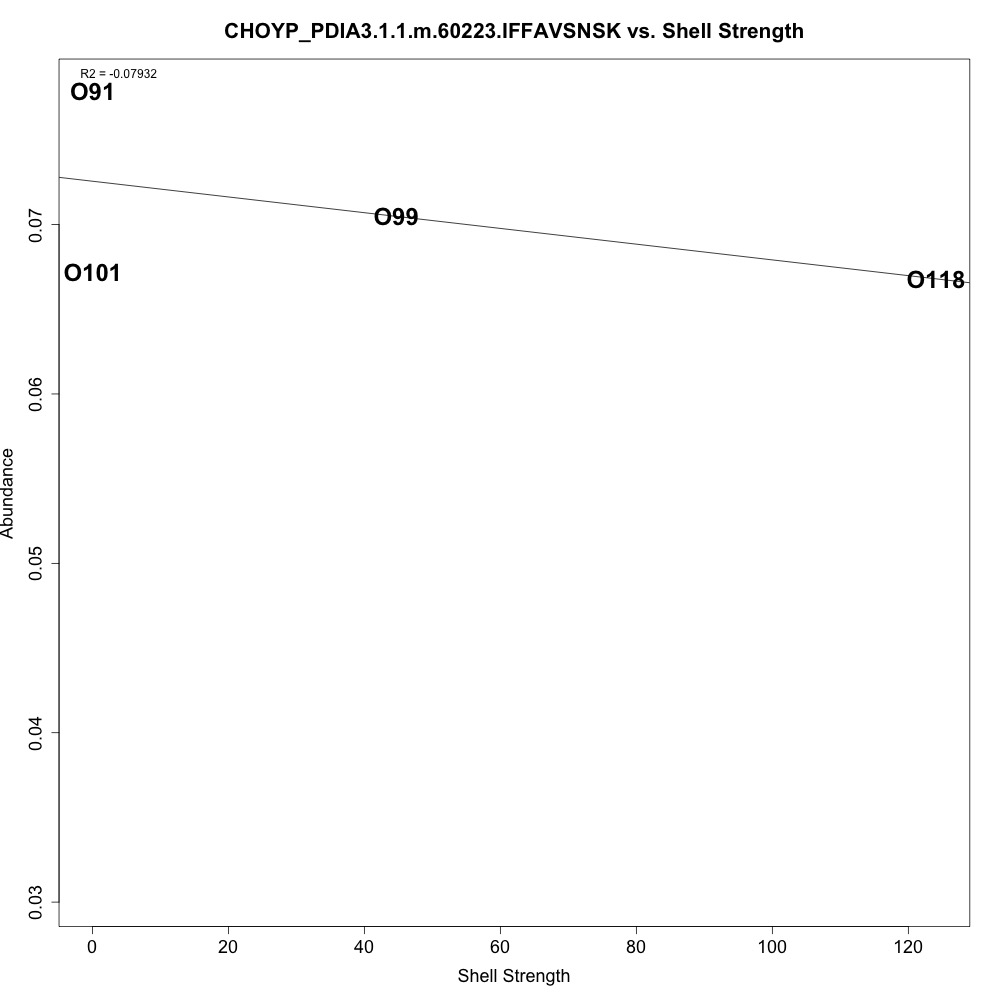 CHOYP_PDIA3.1.1.m.60223.IFFAVSNSK vs. Shell Strength
R2 = -0.07932
O91
O99
O101
O118
Abundance
0.07
0.06
0.05
0.04
0.03
0 20 40 60 80 100 120
Shell Strength